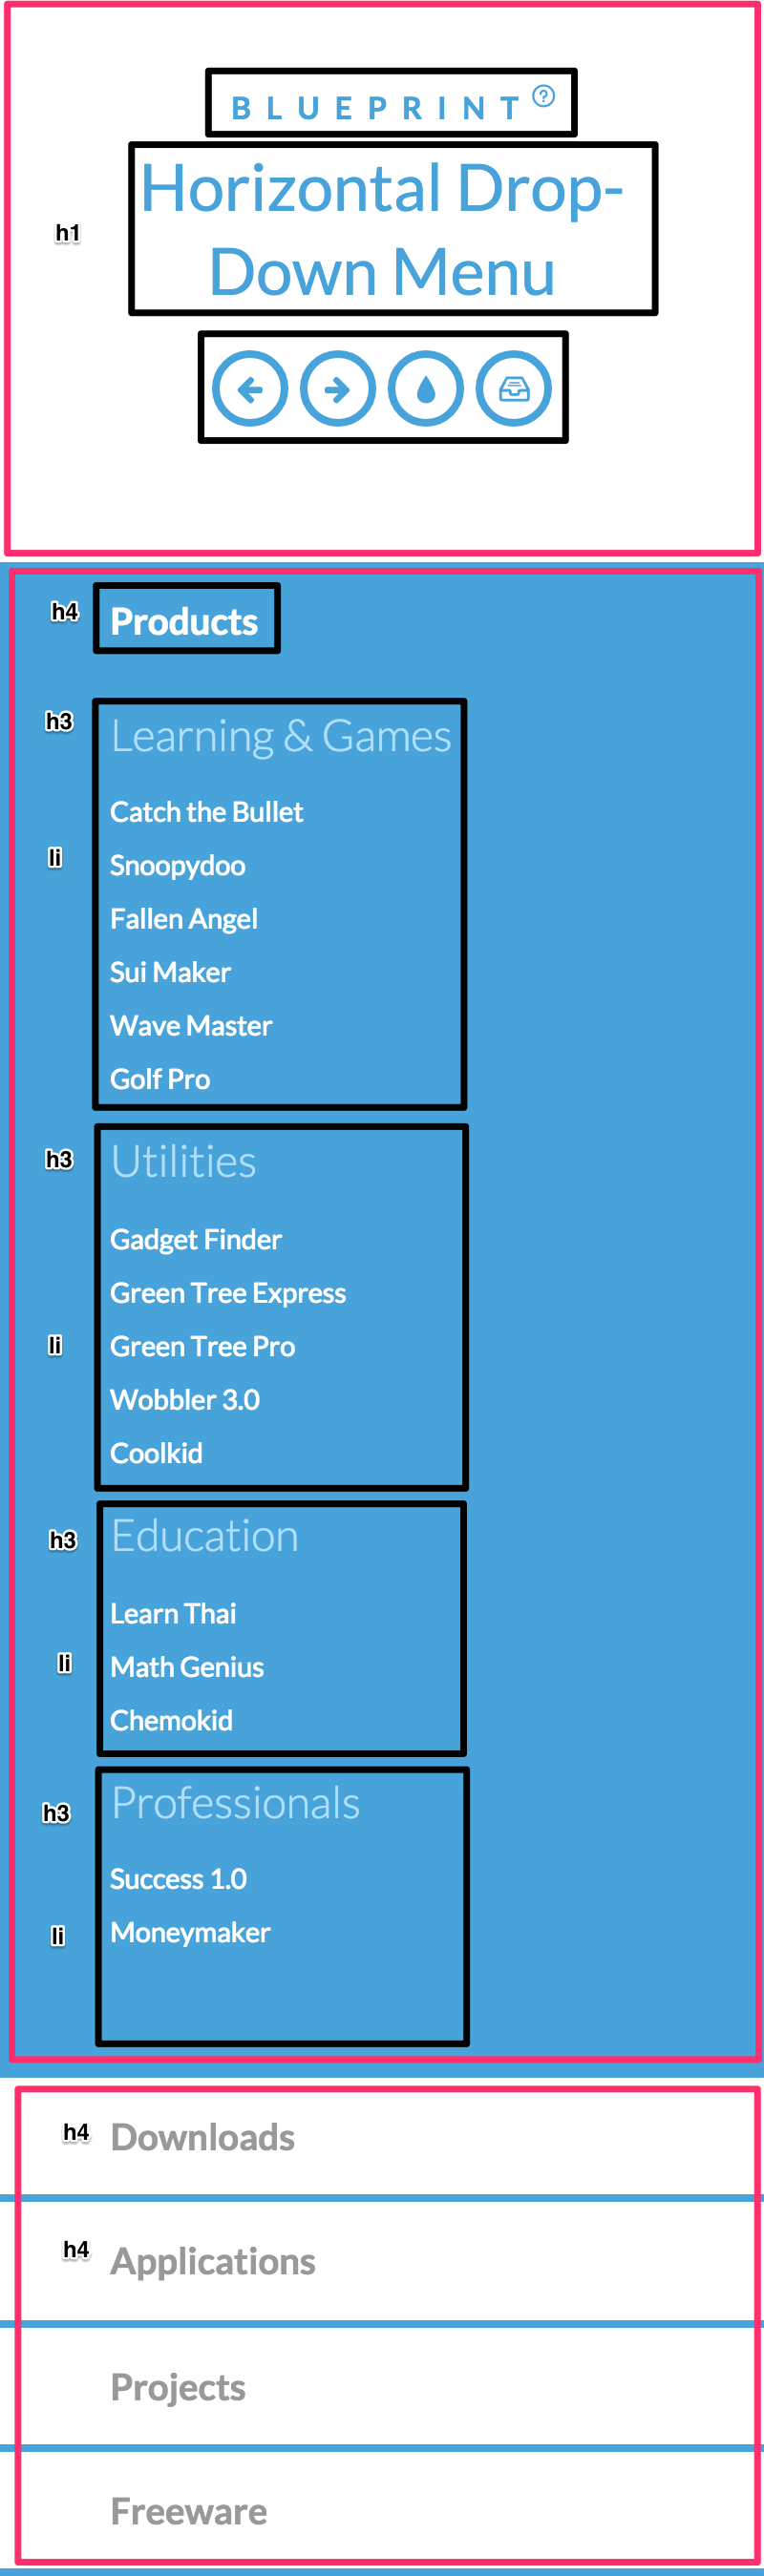 BLUEPRINT ?
h1
Horizontal Drop-
Down Menu
h4
Products
h3
Learning & Games
Catch the Bullet
li
Snoopydoo
Fallen Angel
Sui Maker
Wave Master
Golf Pro
h3
Utilities
Gadget Finder
Green Tree Express
li
Green Tree Pro
Wobbler 3.0
Coolkid
h3
Education
Learn Thai
li
Math Genius
Chemokid
h3
Professionals
Success 1.0
li
Moneymaker
h4
Downloads
h4
Applications
Projects
Freeware